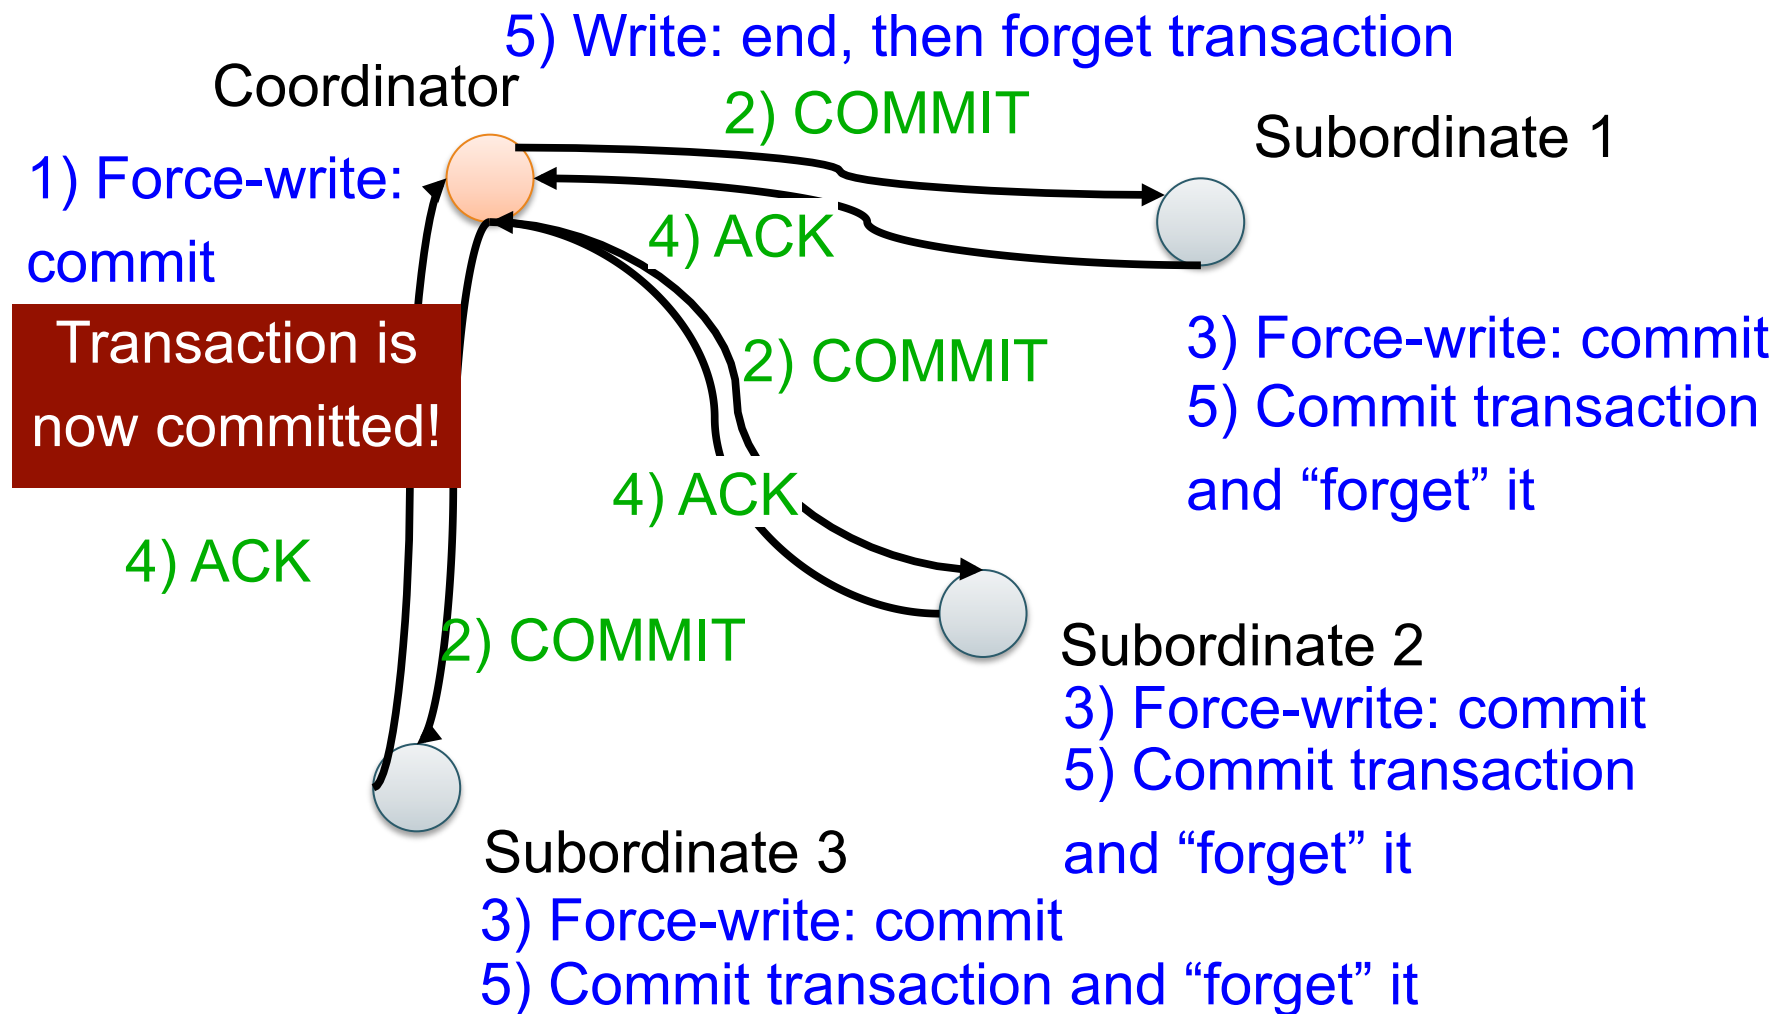 5) Write: end, then forget transaction
Coordinator
2) COMMIT
Subordinate 1
1) Force-write:
commit
4) ACK
Transaction is
now committed!
2) COMMIT
3) Force-write: commit
5) Commit transaction
and “forget” it
4) ACK
4) ACK
2) COMMIT
Subordinate 2
3) Force-write: commit
5) Commit transaction
and “forget” it
Subordinate 3
3) Force-write: commit
5) Commit transaction and “forget” it